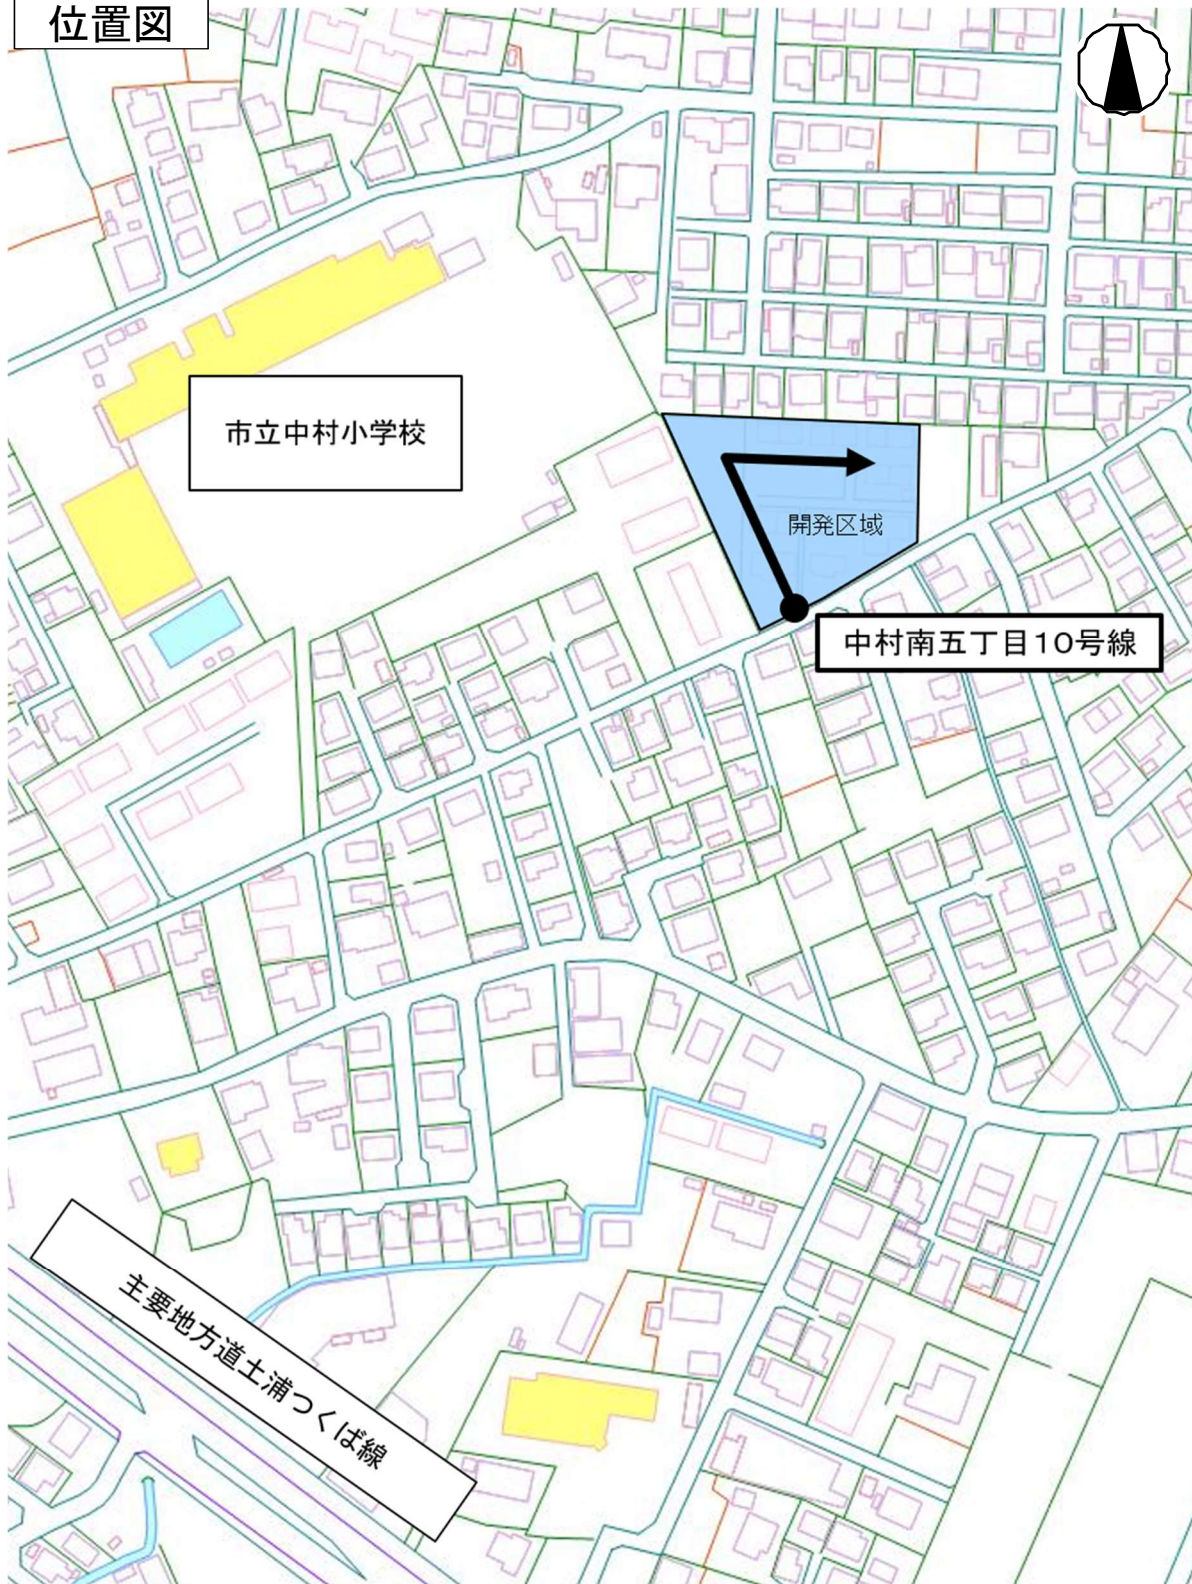 位置図
市立中村小学校
開発区域
中村南五丁目10号線
主要地方道土浦つくば線